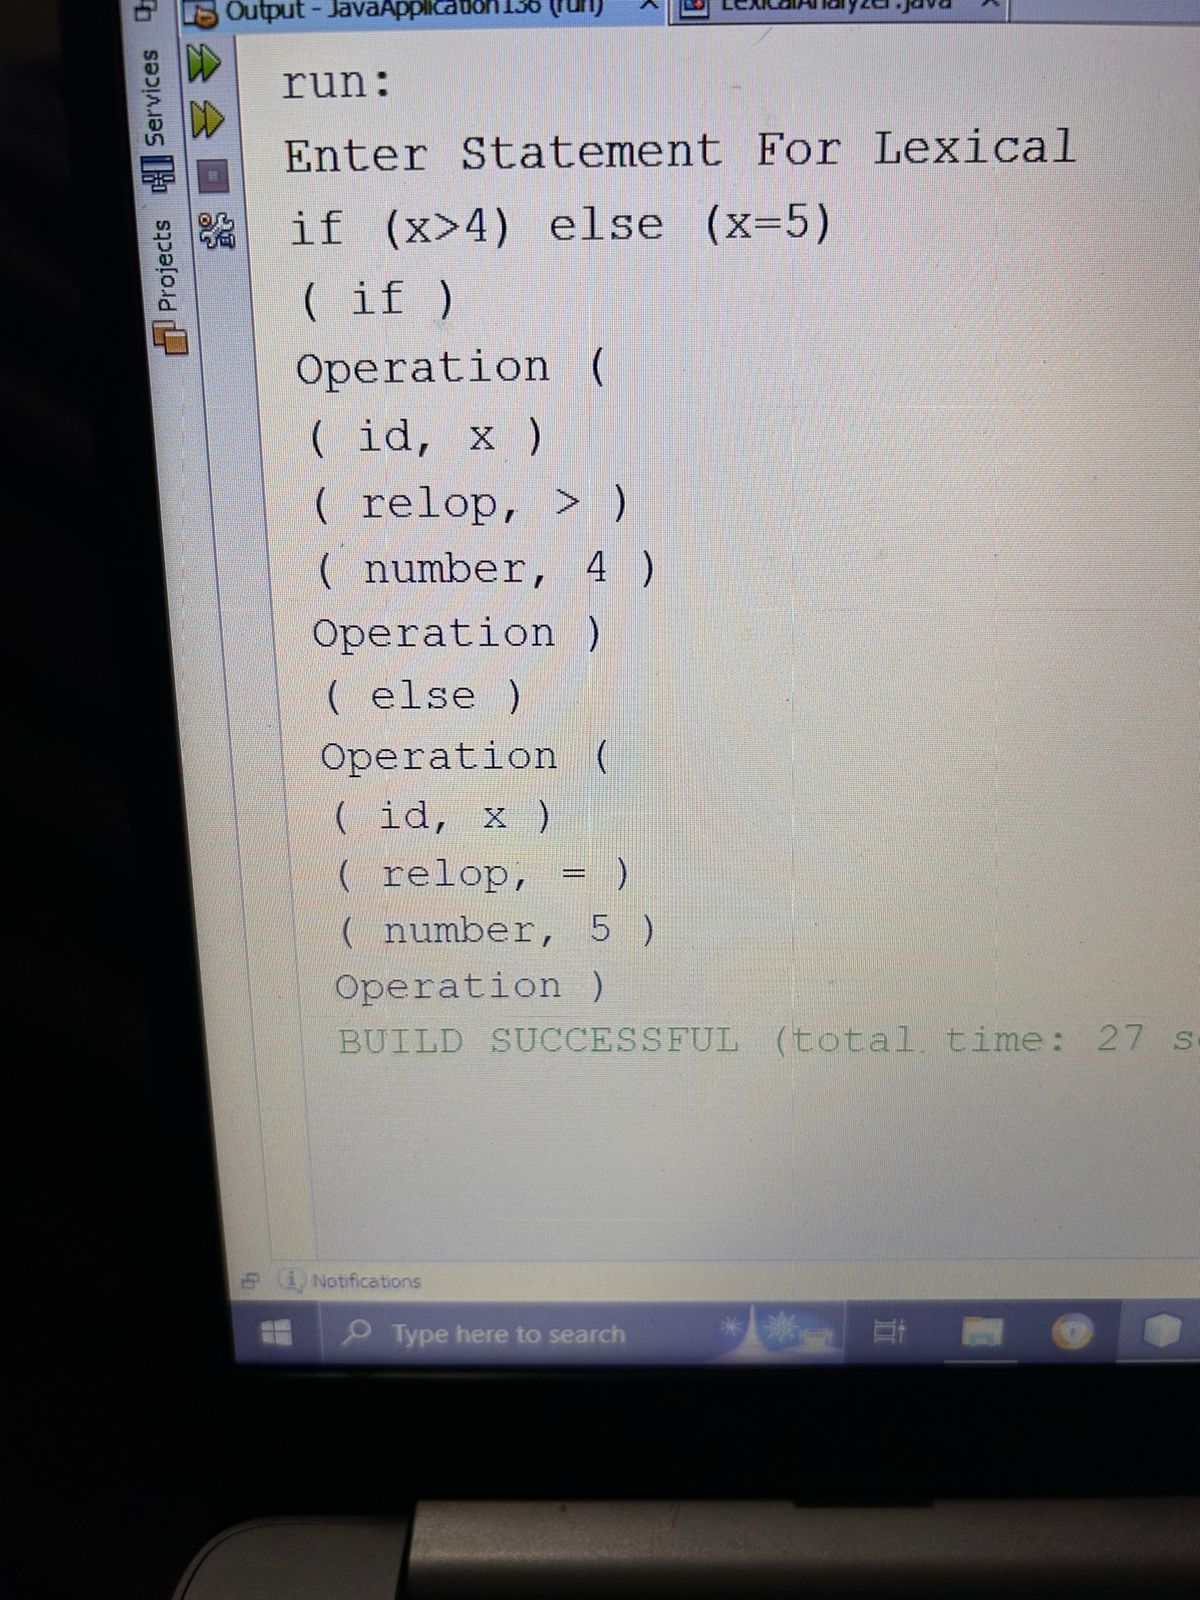 Output - JavaApplication136 (run)
LexicalAnalyzer.java
Services
Projects
run:
Enter Statement For Lexical
if (x>4) else (x=5)
( if )
Operation (
( id, x )
( relop, > )
( number, 4 )
Operation )
( else )
Operation (
( id, x )
( relop, = )
( number, 5 )
Operation )
BUILD SUCCESSFUL (total time: 27 s
Notifications
Type here to search